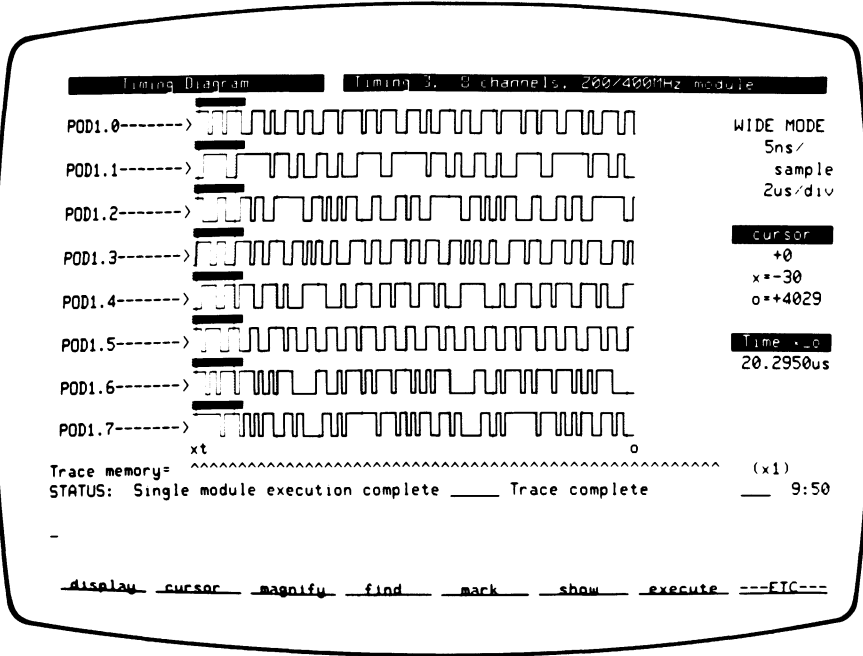 Timing Diagram
Timing 3, 8 channels, 200/400MHz module
POD1.0------->
POD1.1------->
POD1.2------->
POD1.3------->
POD1.4------->
POD1.5------->
POD1.6------->
POD1.7------->
WIDE MODE
5ns/
sample
2us/div
cursor
+0
x=-30
o=+4029
Time x_o
20.2950us
xt o
Trace memory= ^^^^^^^^^^^^^^^^^^^^^^^^^^^^^^^^^^^^^^^^^^^^^^^^^^^^^^^^^^^^^^^^ (x1)
STATUS: Single module execution complete _____ Trace complete ___ 9:50
_
display cursor magnify find mark show execute ---ETC---